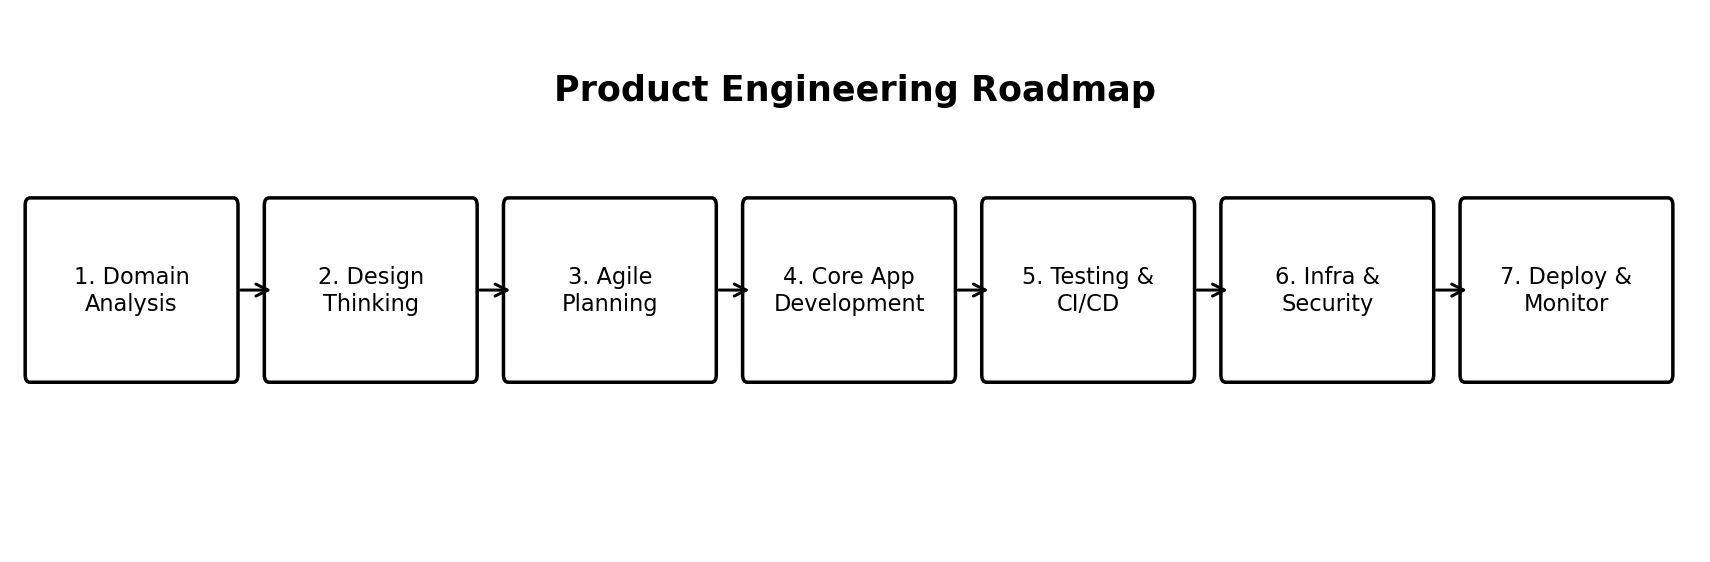 Product Engineering Roadmap
1. Domain
Analysis
2. Design
Thinking
3. Agile
Planning
4. Core App
Development
5. Testing &
CI/CD
6. Infra &
Security
7. Deploy &
Monitor